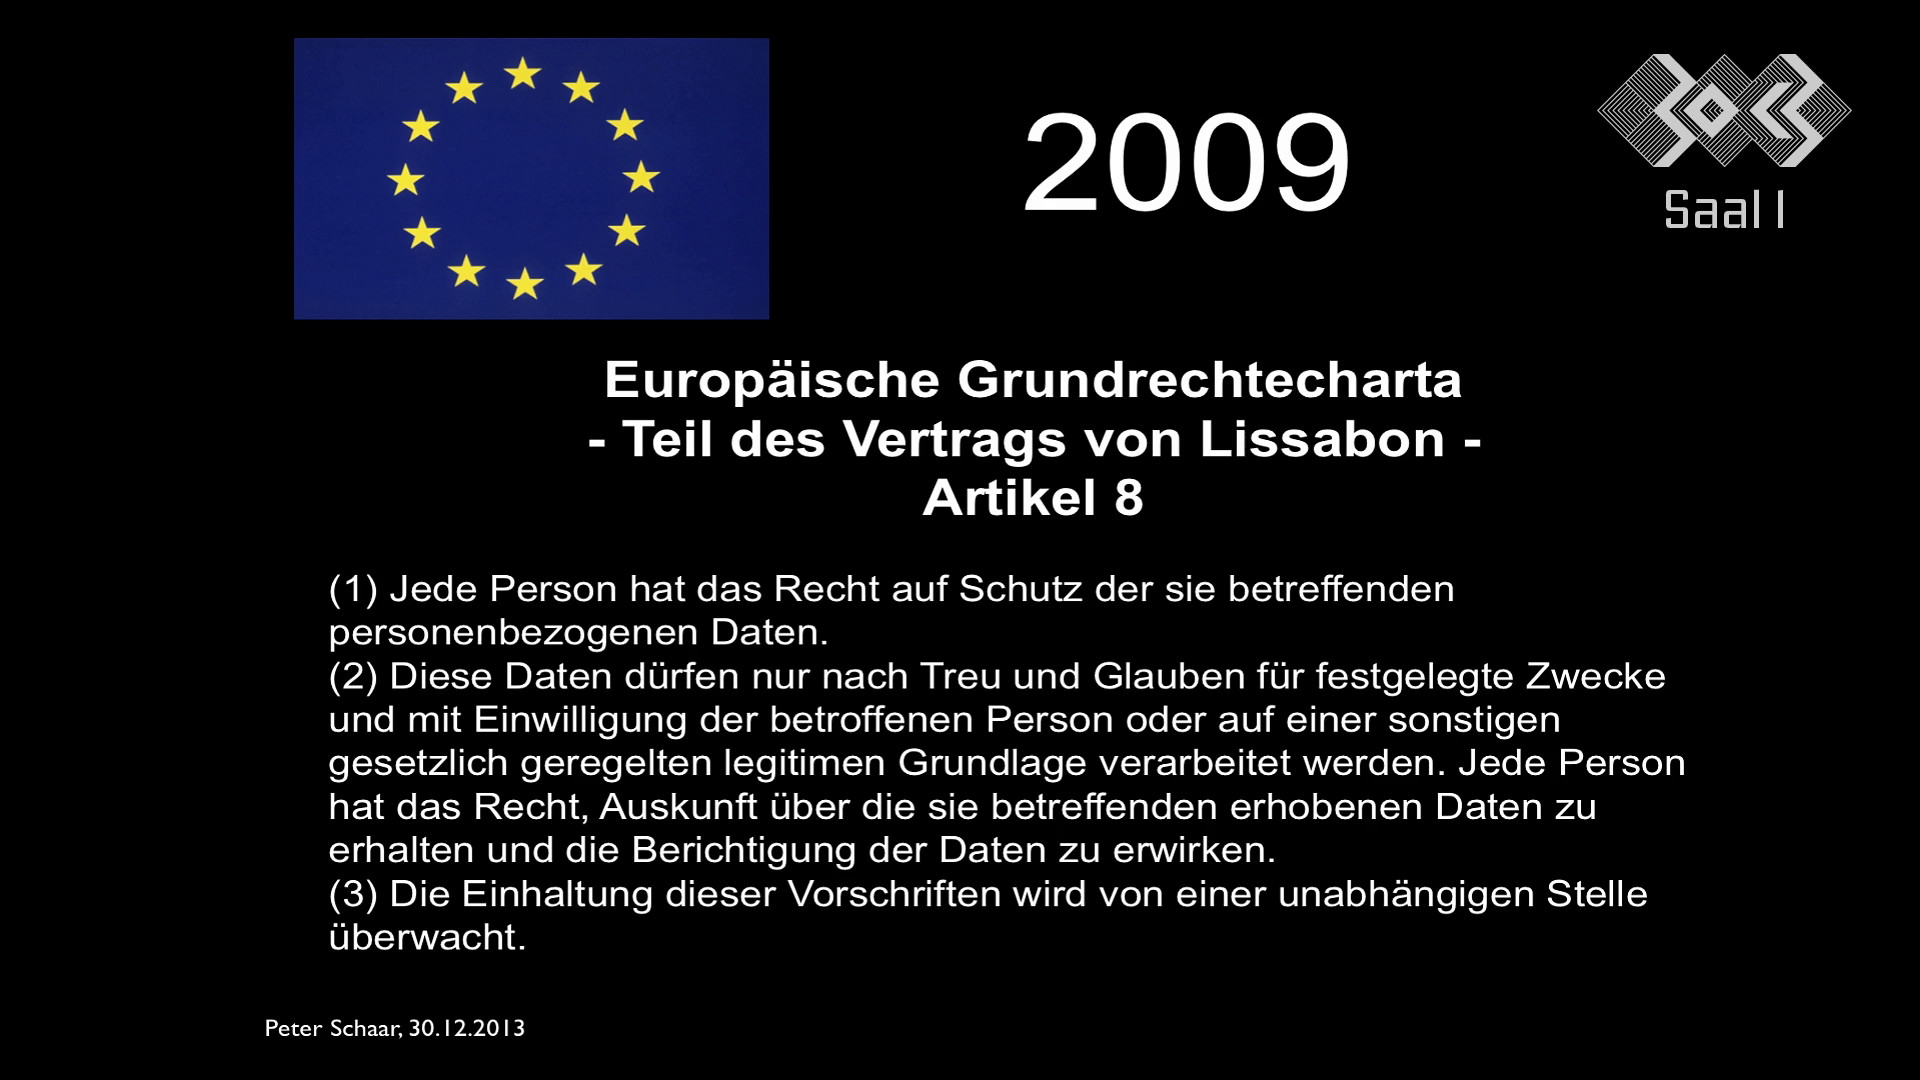 2009
30C3
Saal 1
Europäische Grundrechtecharta
- Teil des Vertrags von Lissabon -
Artikel 8
(1) Jede Person hat das Recht auf Schutz der sie betreffenden
personenbezogenen Daten.
(2) Diese Daten dürfen nur nach Treu und Glauben für festgelegte Zwecke
und mit Einwilligung der betroffenen Person oder auf einer sonstigen
gesetzlich geregelten legitimen Grundlage verarbeitet werden. Jede Person
hat das Recht, Auskunft über die sie betreffenden erhobenen Daten zu
erhalten und die Berichtigung der Daten zu erwirken.
(3) Die Einhaltung dieser Vorschriften wird von einer unabhängigen Stelle
überwacht.
Peter Schaar, 30.12.2013